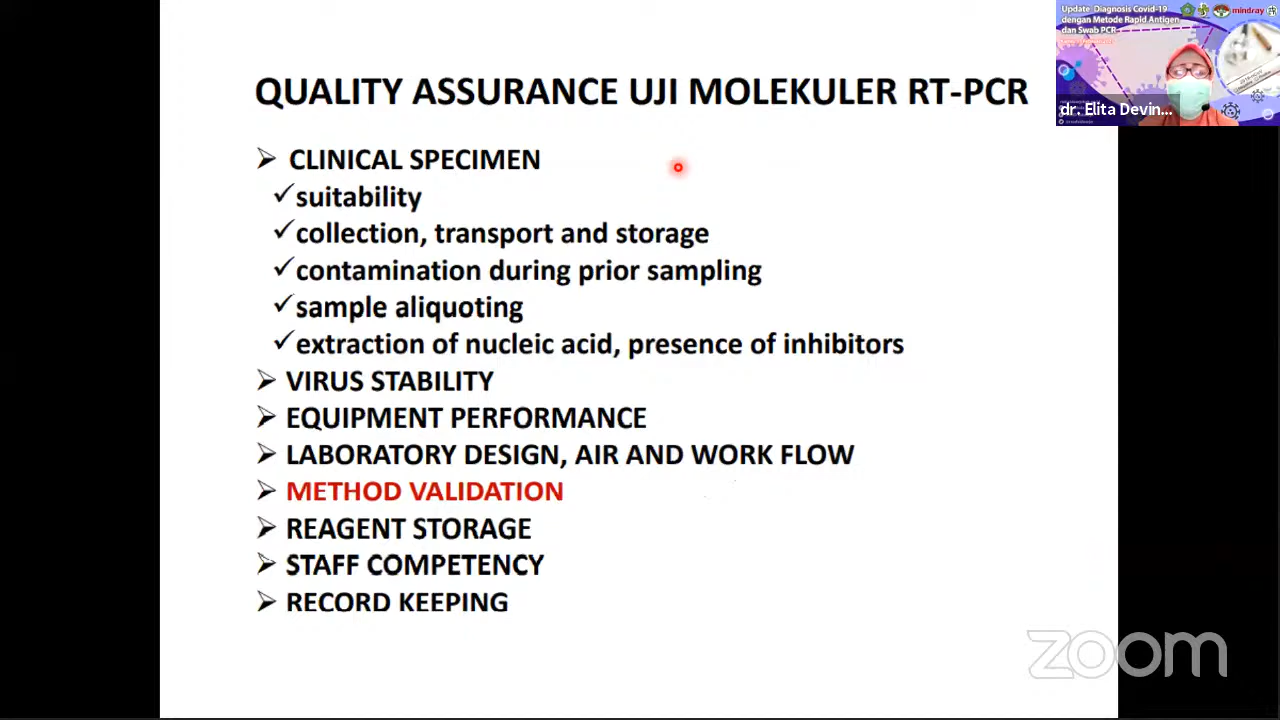 QUALITY ASSURANCE UJI MOLEKULER RT-PCR
CLINICAL SPECIMEN
suitability
collection, transport and storage
contamination during prior sampling
sample aliquoting
extraction of nucleic acid, presence of inhibitors
VIRUS STABILITY
EQUIPMENT PERFORMANCE
LABORATORY DESIGN, AIR AND WORK FLOW
METHOD VALIDATION
REAGENT STORAGE
STAFF COMPETENCY
RECORD KEEPING
Update Diagnosis Covid-19
dengan Metode Rapid Antigen
dan Swab PCR
mindray
dr. Elita Devin...
zoom